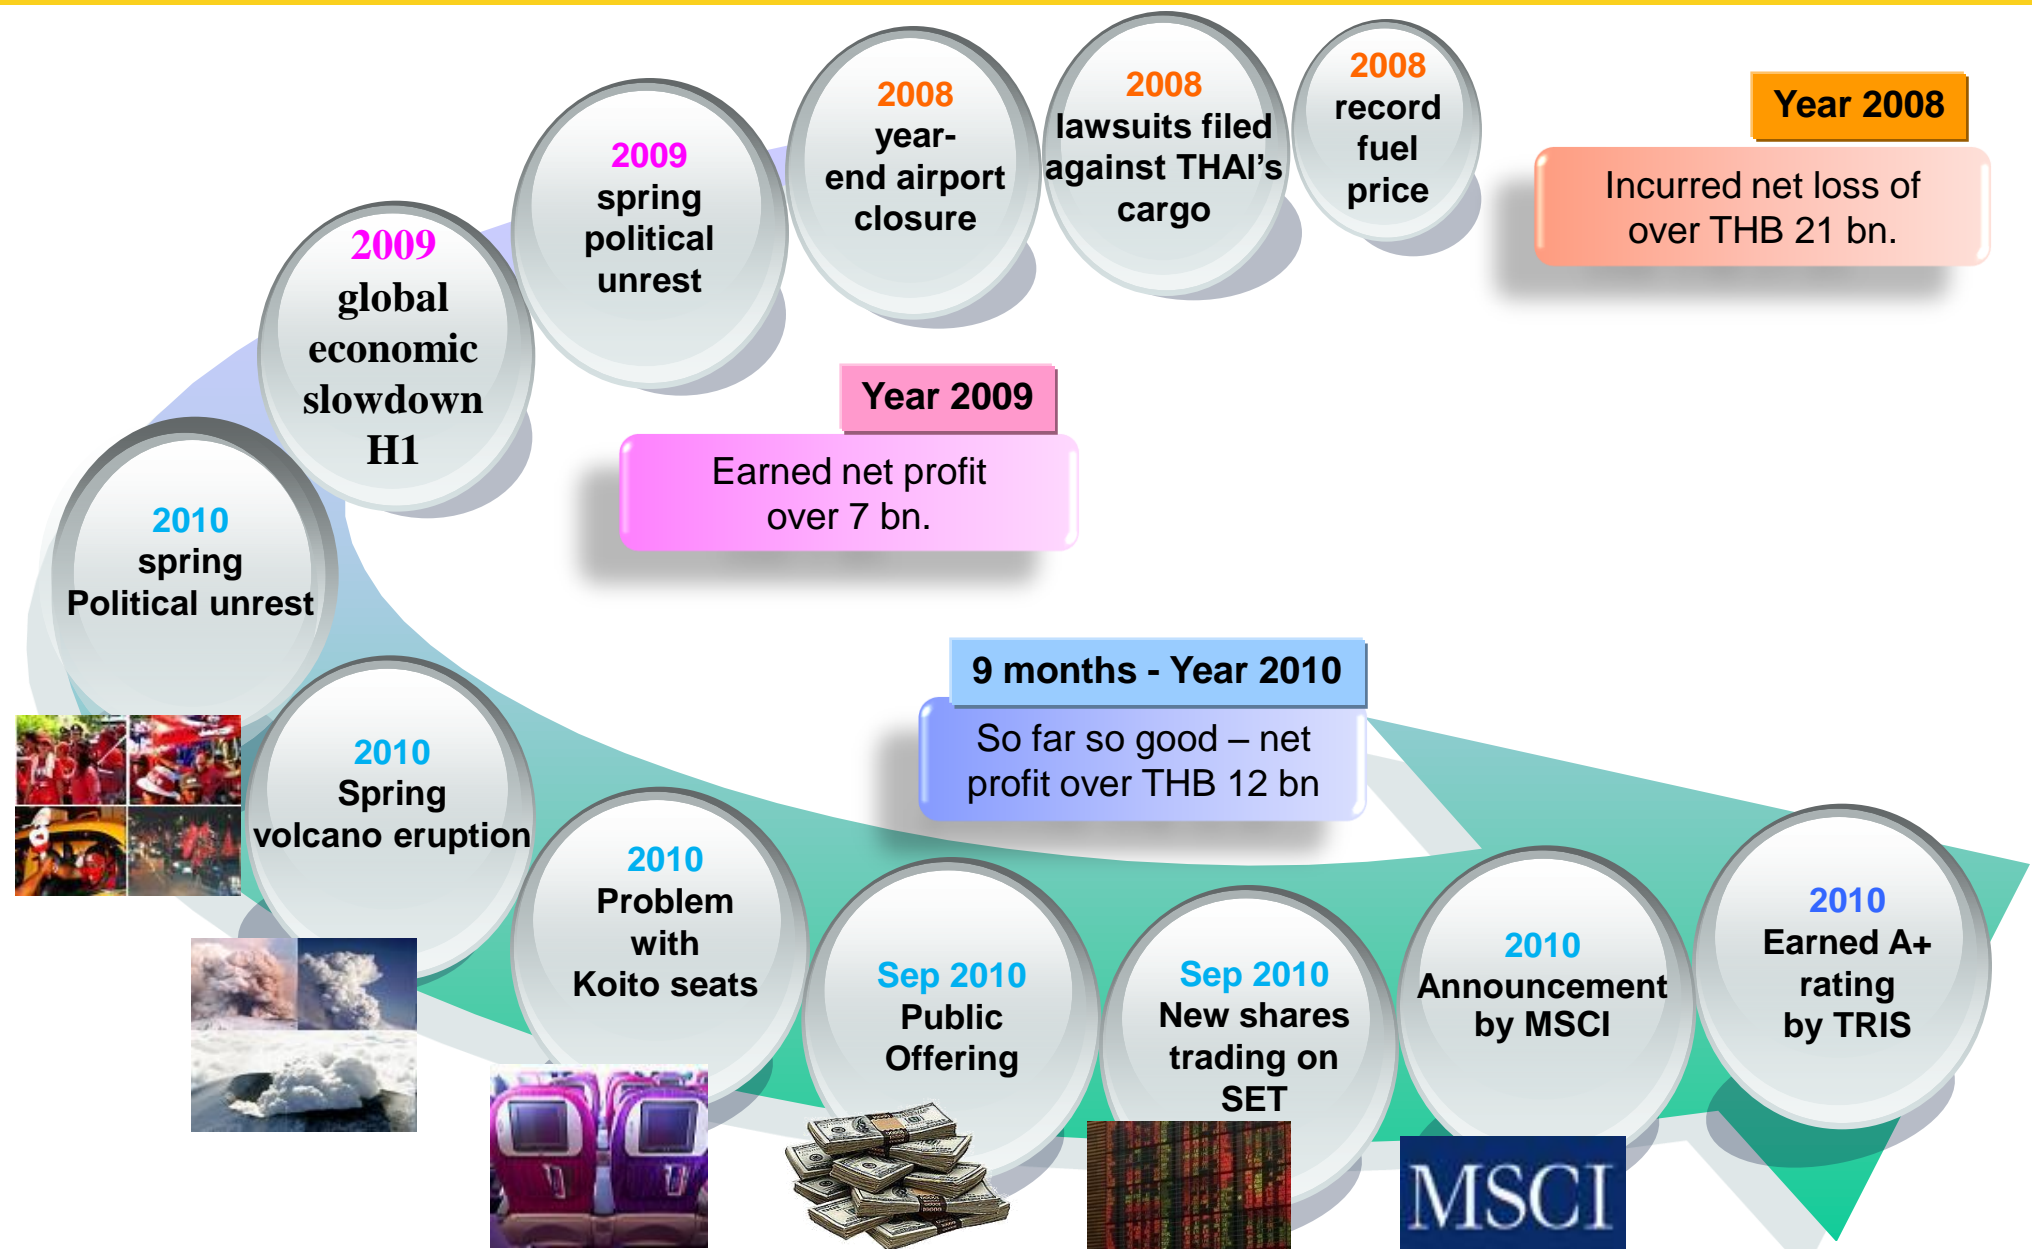 2008
record
fuel
price
2008
lawsuits filed
against THAI's
cargo
2008
year-
end airport
closure
2009
spring
political
unrest
2009
global
economic
slowdown
H1
Year 2008
Incurred net loss of
over THB 21 bn.
Year 2009
Earned net profit
over 7 bn.
2010
spring
Political unrest
2010
Spring
volcano eruption
2010
Problem
with
Koito seats
9 months - Year 2010
So far so good – net
profit over THB 12 bn
Sep 2010
Public
Offering
Sep 2010
New shares
trading on
SET
2010
Announcement
by MSCI
2010
Earned A+
rating
by TRIS
MSCI